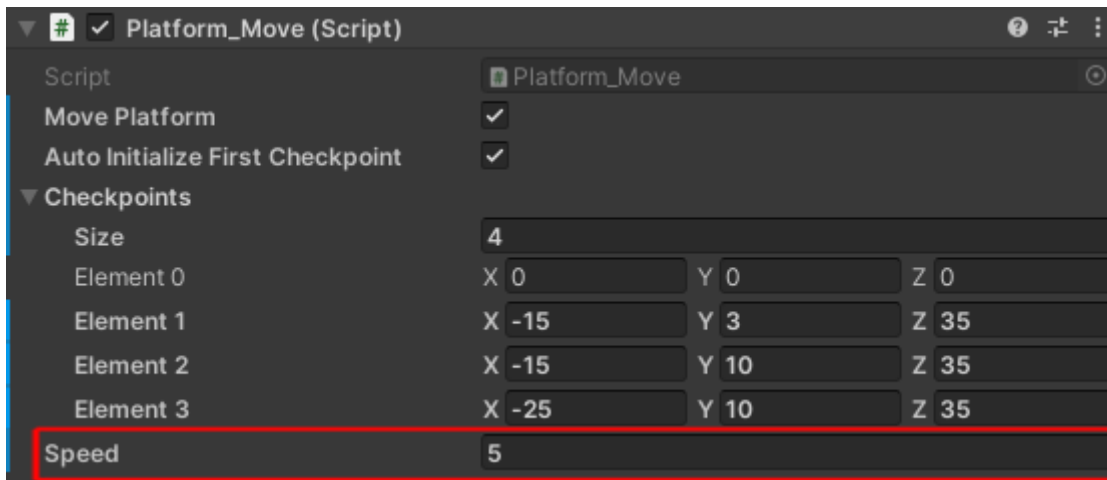 # Platform_Move (Script)
Script # Platform_Move
Move Platform
Auto Initialize First Checkpoint
Checkpoints
Size 4
Element 0 X 0 Y 0 Z 0
Element 1 X -15 Y 3 Z 35
Element 2 X -15 Y 10 Z 35
Element 3 X -25 Y 10 Z 35
Speed 5